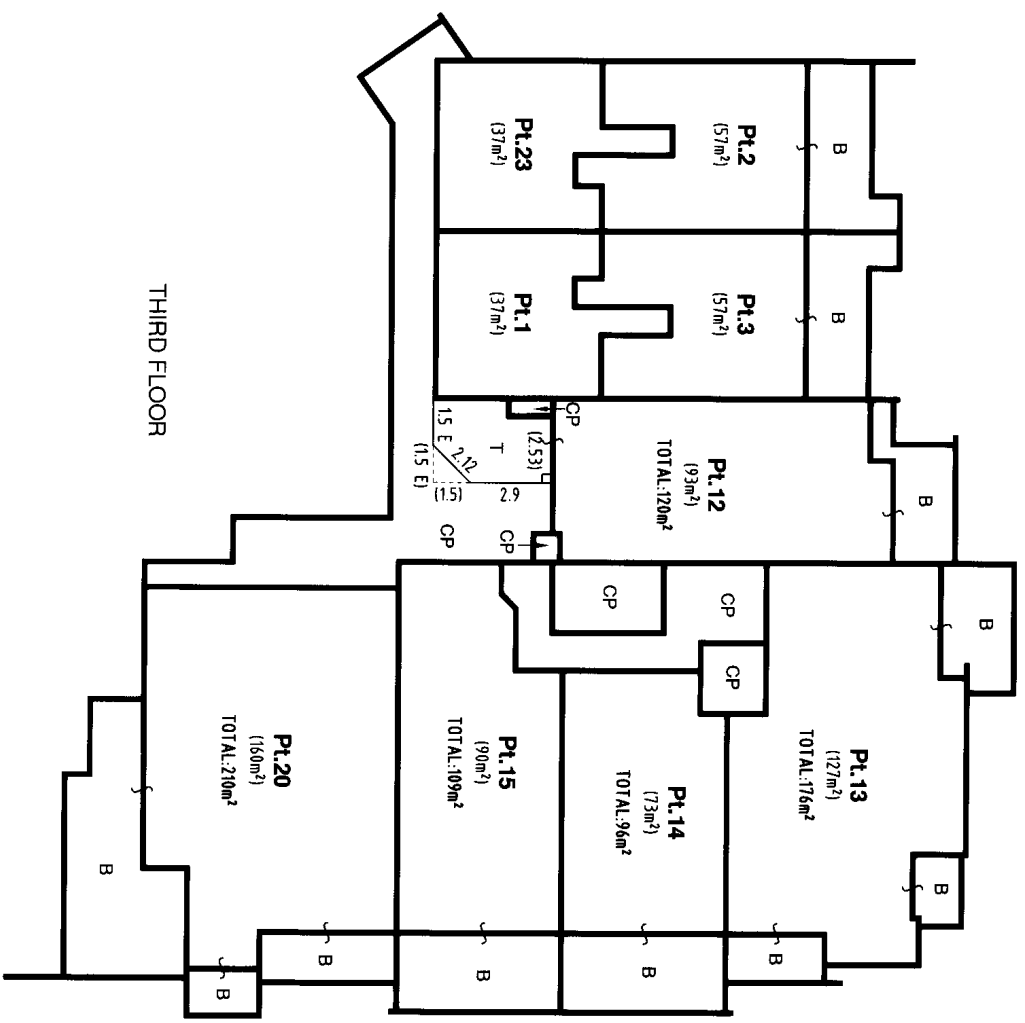 B
B
B
B
B
B
B
B
B
B
Pt.2
(57m²)
Pt.3
(57m²)
Pt.23
(37m²)
Pt.1
(37m²)
Pt.12
(93m²)
TOTAL:120m²
CP
(2.53)
T
1.5 E
2.12
(1.5 E)
(1.5)
2.9
CP
CP
CP
CP
CP
Pt.13
(127m²)
TOTAL:176m²
Pt.14
(73m²)
TOTAL:96m²
Pt.15
(90m²)
TOTAL:109m²
Pt.20
(160m²)
TOTAL:210m²
B
THIRD FLOOR